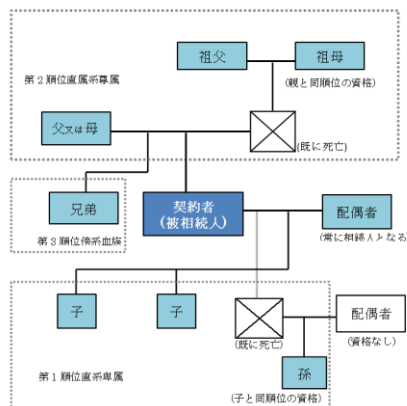 祖父
祖母
第2順位直属系尊属
(親と同順位の資格)
父又は母
(既に死亡)
兄弟
契約者
(被相続人)
配偶者
第3順位傍系血族
(常に相続人となる)
子
子
配偶者
(既に死亡)
(資格なし)
孫
第1順位直系卑属
(子と同順位の資格)